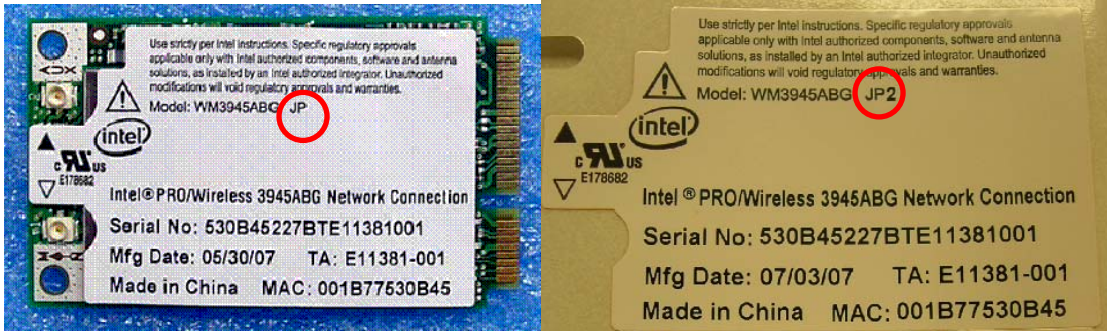 Use strictly per Intel instructions. Specific regulatory approvals
applicable only with Intel authorized components, software and antenna
solutions, as installed by an Intel authorized integrator. Unauthorized
modifications will void regulatory approvals and warranties.
Model: WM3945ABG JP
intel
c RU us
E178682
Intel®PRO/Wireless 3945ABG Network Connection
Serial No: 530B45227BTE11381001
Mfg Date: 05/30/07 TA: E11381-001
Made in China MAC: 001B77530B45
Use strictly per Intel instructions. Specific regulatory approvals
applicable only with Intel authorized components, software and antenna
solutions, as installed by an Intel authorized integrator. Unauthorized
modifications will void regulatory approvals and warranties.
Model: WM3945ABG JP2
intel
c RU us
E178682
Intel ® PRO/Wireless 3945ABG Network Connection
Serial No: 530B45227BTE11381001
Mfg Date: 07/03/07 TA: E11381-001
Made in China MAC: 001B77530B45